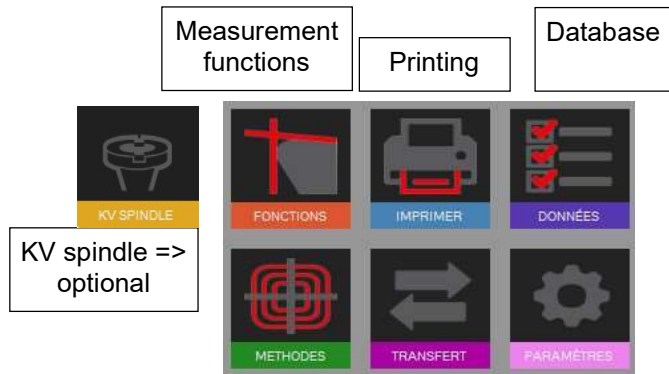 Measurement
functions
Printing
Database
KV SPINDLE
FONCTIONS
IMPRIMER
DONNÉES
KV spindle =>
optional
METHODES
TRANSFERT
PARAMÈTRES